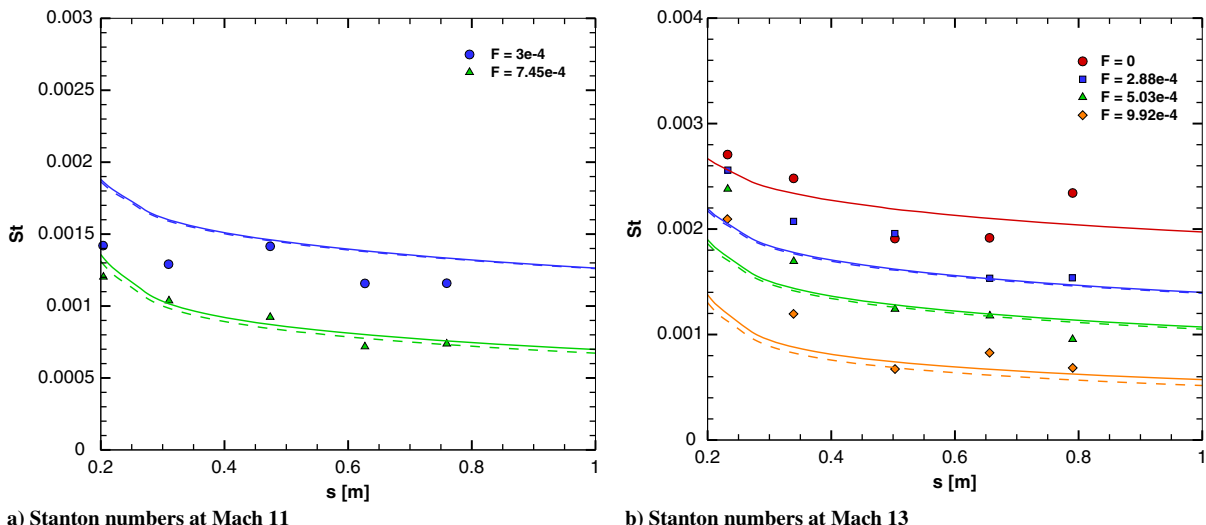 0.003
0.0025
0.002
0.0015
0.001
0.0005
0
St
0.2
0.4
0.6
0.8
1
s [m]
F = 3e-4
F = 7.45e-4
a) Stanton numbers at Mach 11
0.004
0.003
0.002
0.001
0
St
0.2
0.4
0.6
0.8
1
s [m]
F = 0
F = 2.88e-4
F = 5.03e-4
F = 9.92e-4
b) Stanton numbers at Mach 13